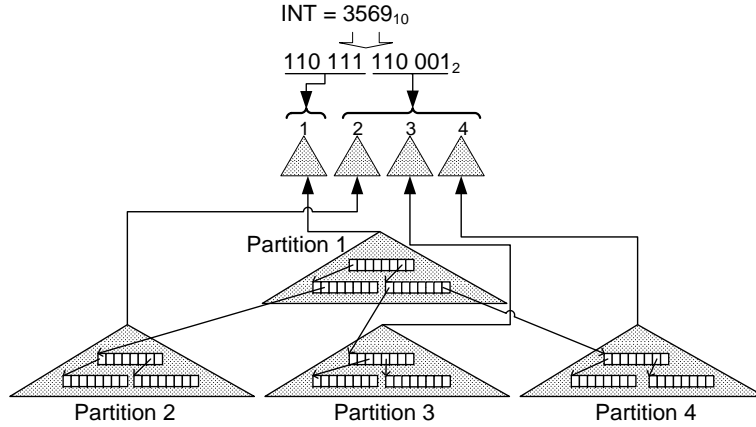 INT = 3569₁₀
110 111 110 001₂
1 2 3 4
Partition 1
Partition 2 Partition 3 Partition 4